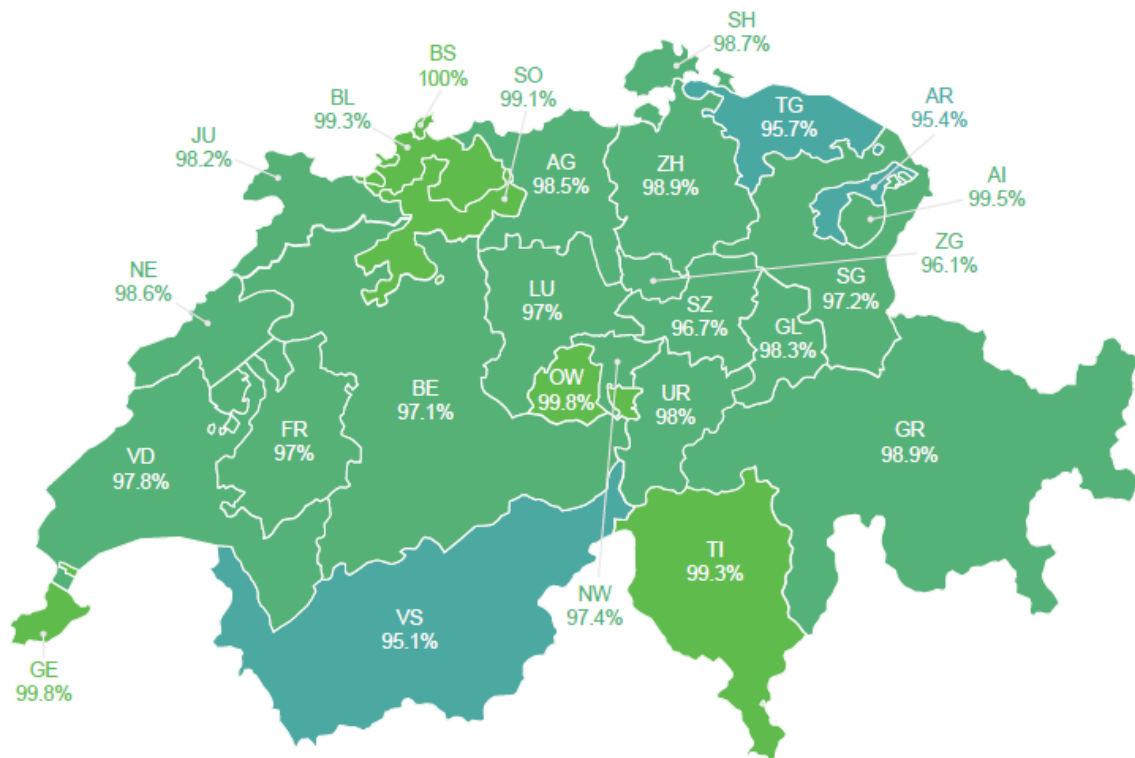 SH
98.7%
BS
100%
SO
99.1%
BL
99.3%
TG
95.7%
AR
95.4%
JU
98.2%
AG
98.5%
ZH
98.9%
AI
99.5%
ZG
96.1%
NE
98.6%
LU
97%
SZ
96.7%
SG
97.2%
GL
98.3%
OW
99.8%
BE
97.1%
UR
98%
FR
97%
GR
98.9%
VD
97.8%
TI
99.3%
NW
97.4%
VS
95.1%
GE
99.8%